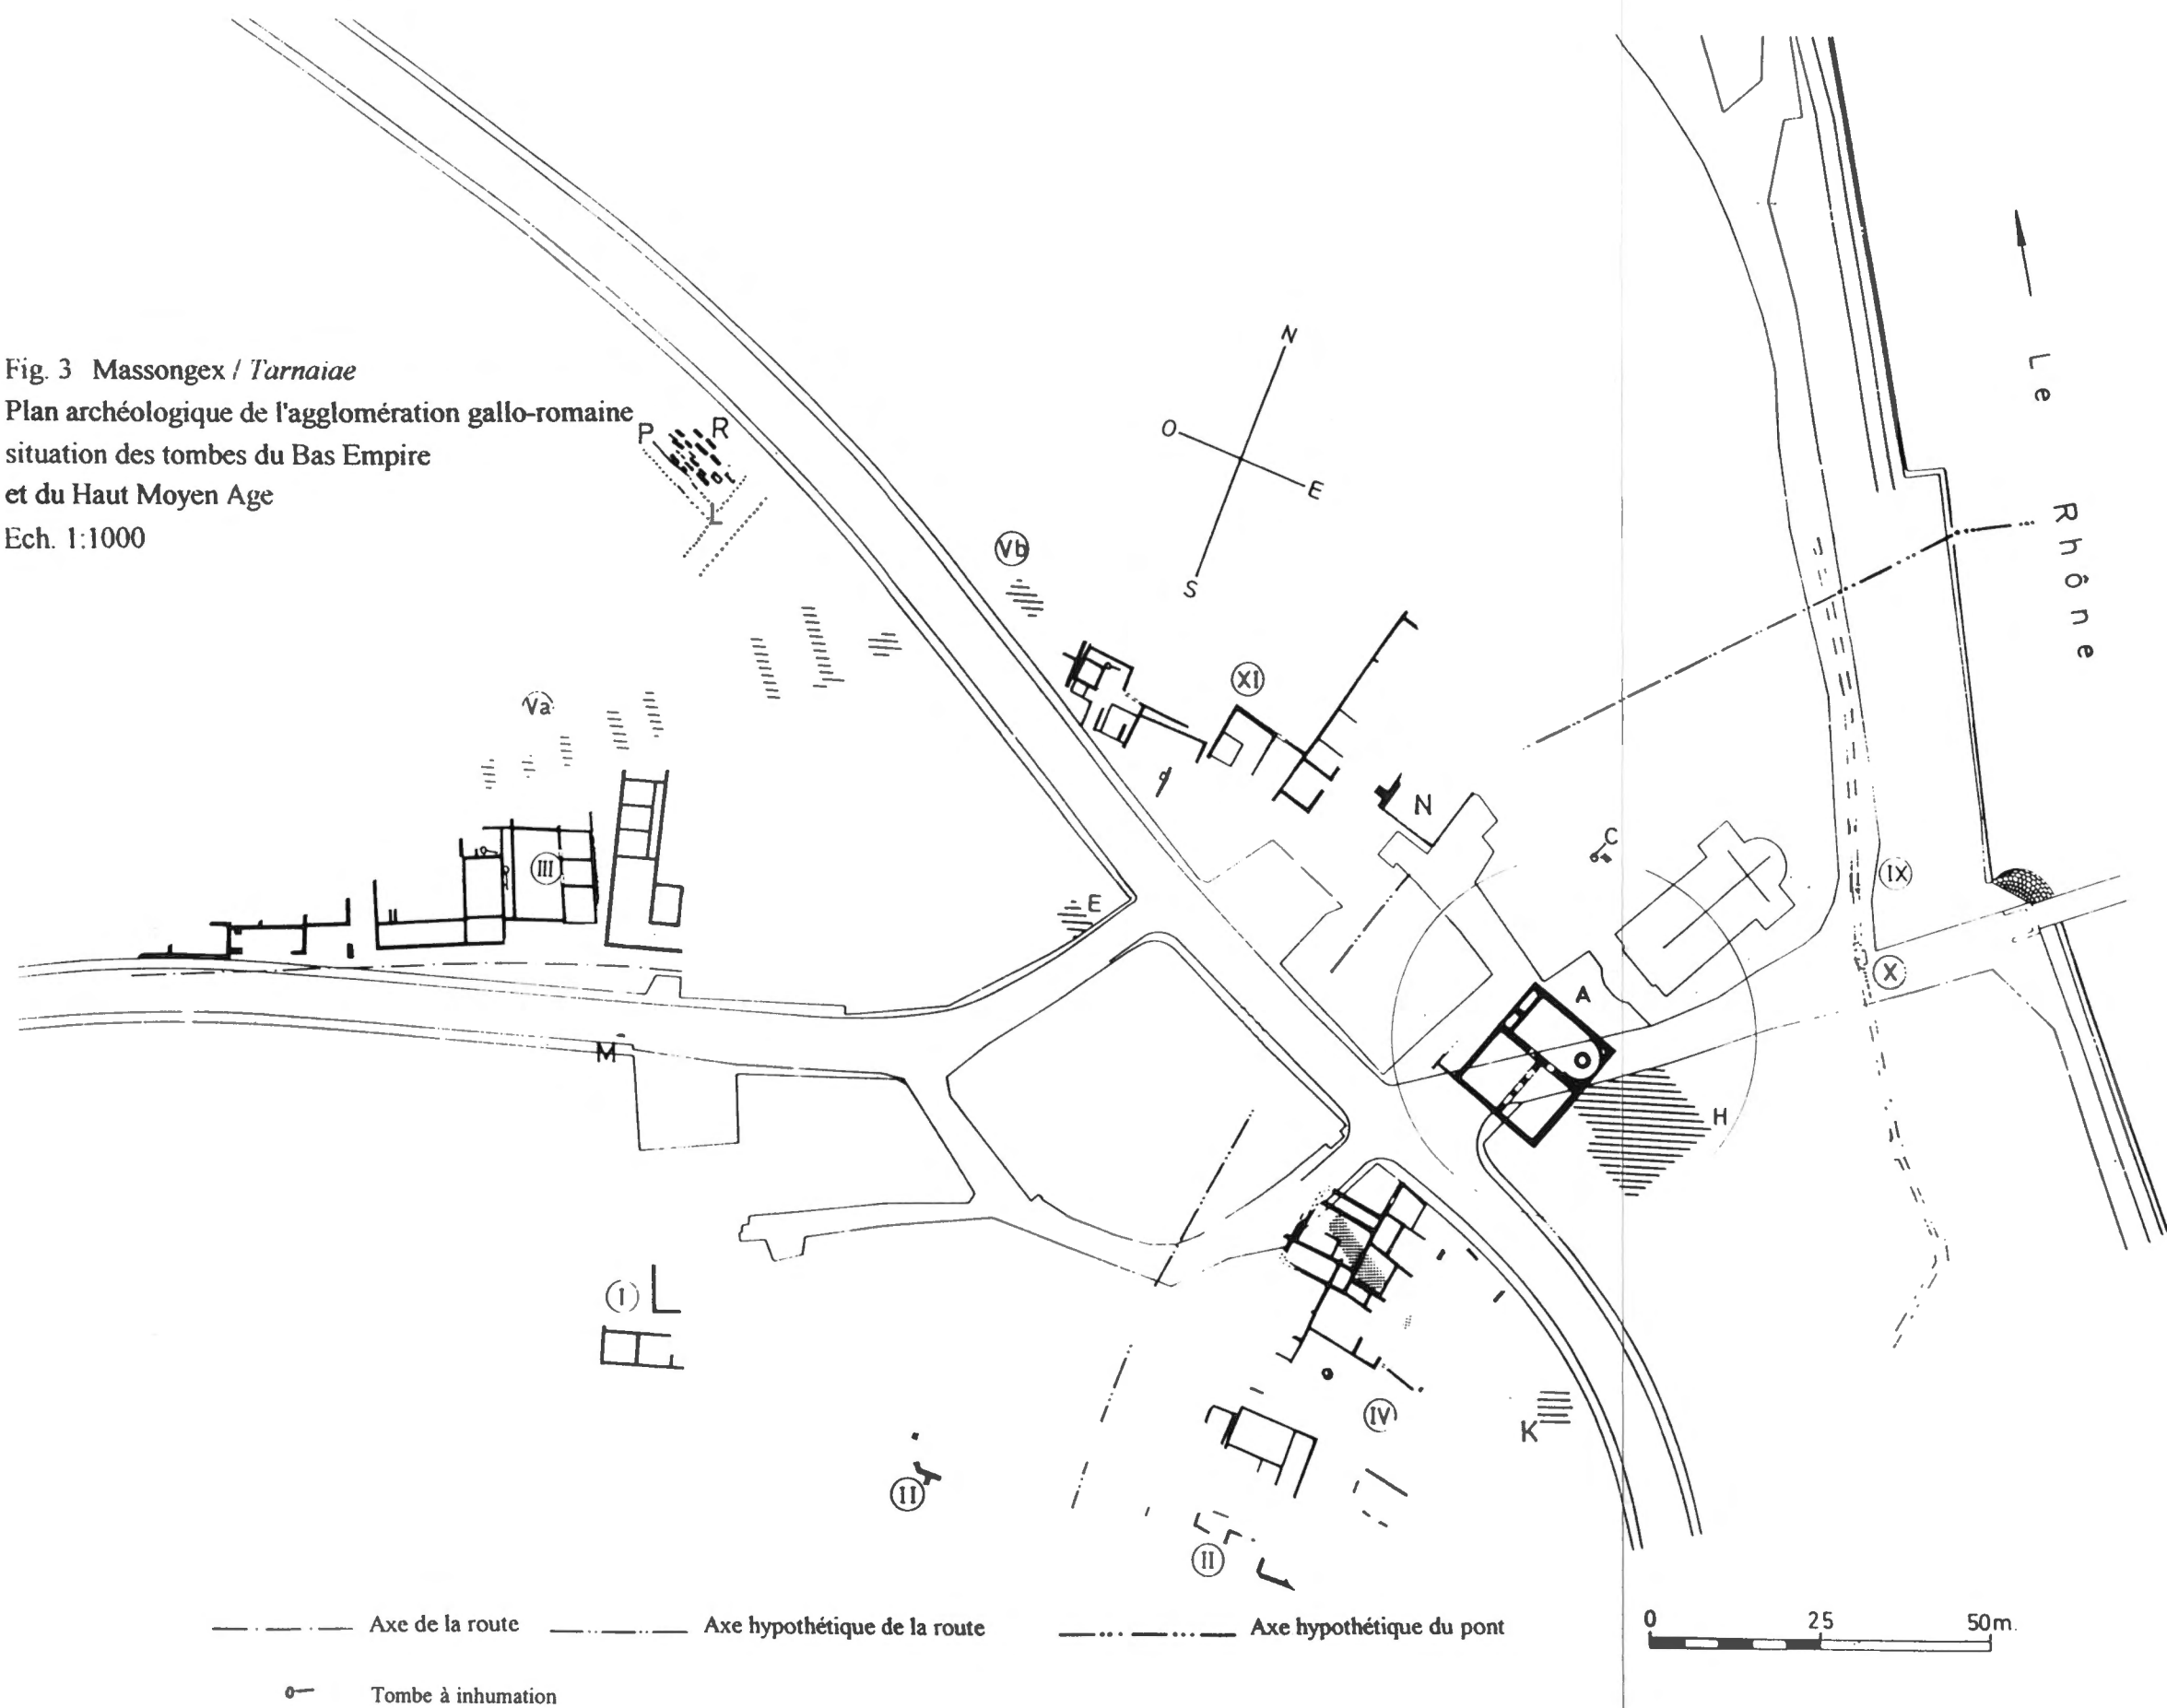 Fig. 3 Massongex / Tarnaiae
Plan archéologique de l'agglomération gallo-romaine
situation des tombes du Bas Empire
et du Haut Moyen Age
Ech. 1:1000
P R
L
N
O
E
S
Le
Rhône
Vb
XI
Va
N
C
III
E
IX
X
A
M
H
I
IV
K
II
II
Axe de la route
Axe hypothétique de la route
Axe hypothétique du pont
0 25 50m.
Tombe à inhumation